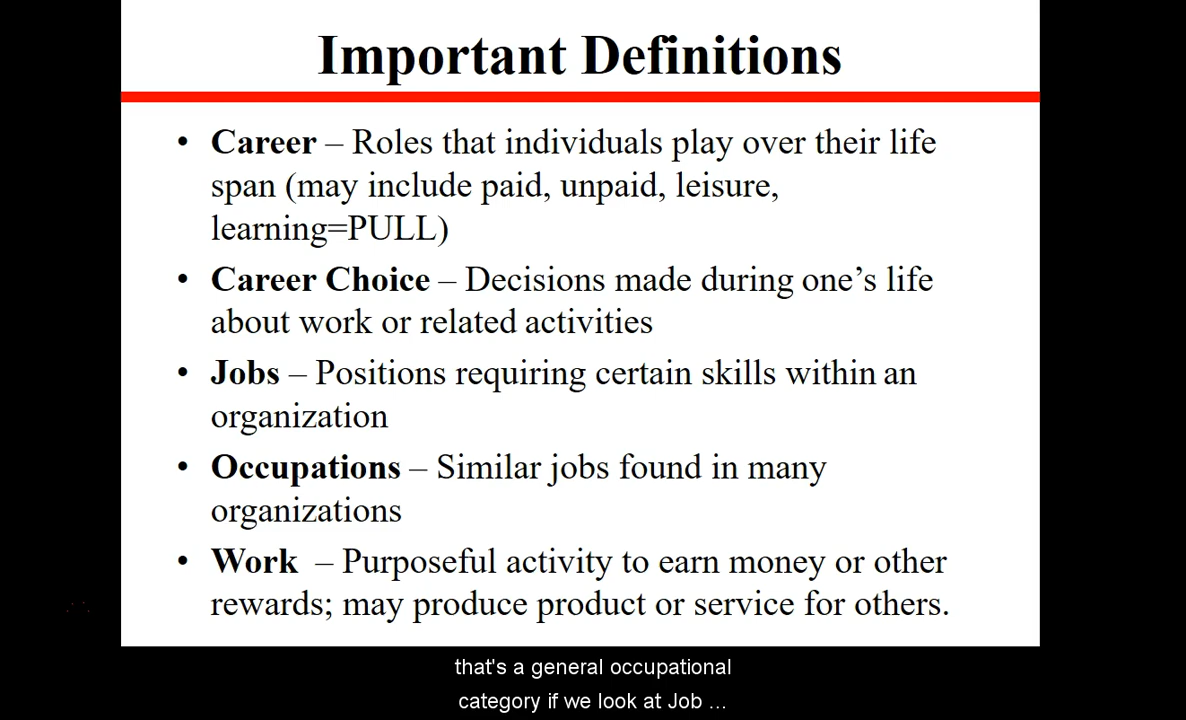 Important Definitions
• Career – Roles that individuals play over their life
span (may include paid, unpaid, leisure,
learning=PULL)
• Career Choice – Decisions made during one’s life
about work or related activities
• Jobs – Positions requiring certain skills within an
organization
• Occupations – Similar jobs found in many
organizations
• Work – Purposeful activity to earn money or other
rewards; may produce product or service for others.
that's a general occupational
category if we look at Job ...